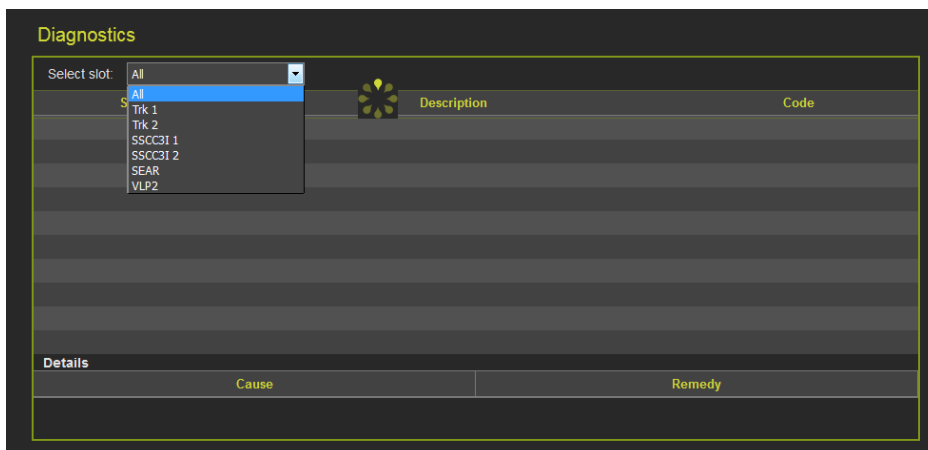 Diagnostics
Select slot: All
S Description Code
All
Trk 1
Trk 2
SSCC3I 1
SSCC3I 2
SEAR
VLP2
Details
Cause Remedy